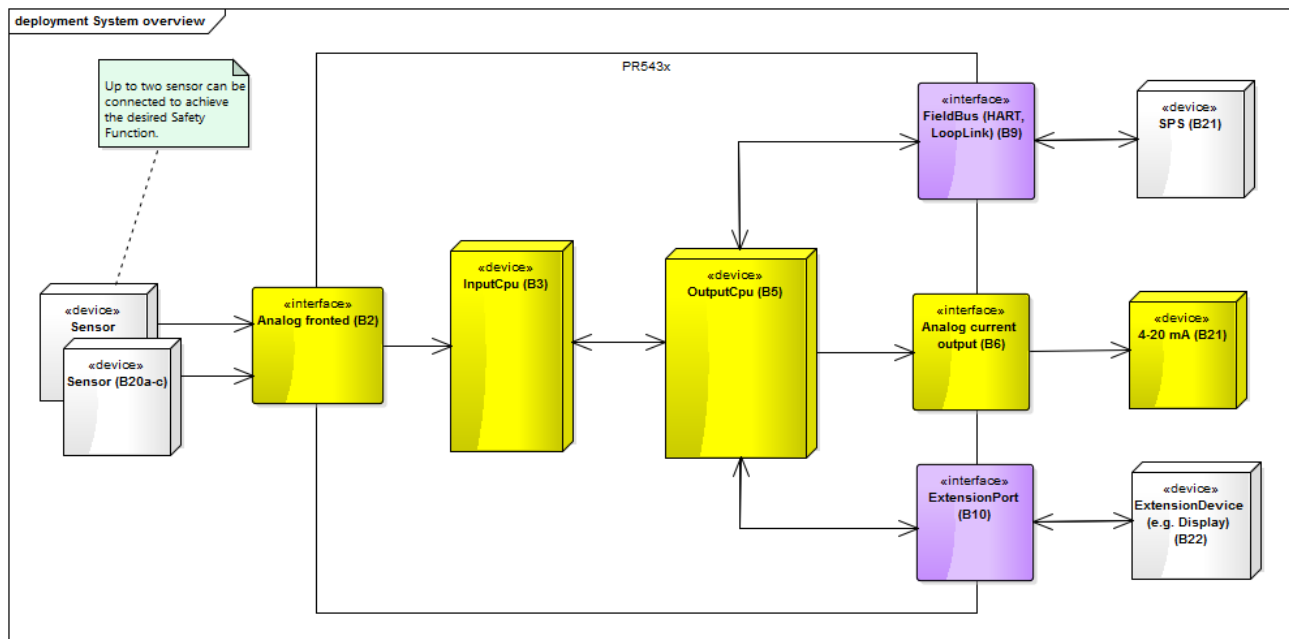 deployment System overview
Up to two sensor can be
connected to achieve
the desired Safety
Function.
PR543x
«interface»
FieldBus (HART,
LoopLink) (B9)
«device»
SPS (B21)
«device»
Sensor
«device»
Sensor (B20a-c)
«interface»
Analog fronted (B2)
«device»
InputCpu (B3)
«device»
OutputCpu (B5)
«interface»
Analog current
output (B6)
«device»
4-20 mA (B21)
«interface»
ExtensionPort
(B10)
«device»
ExtensionDevice
(e.g. Display)
(B22)